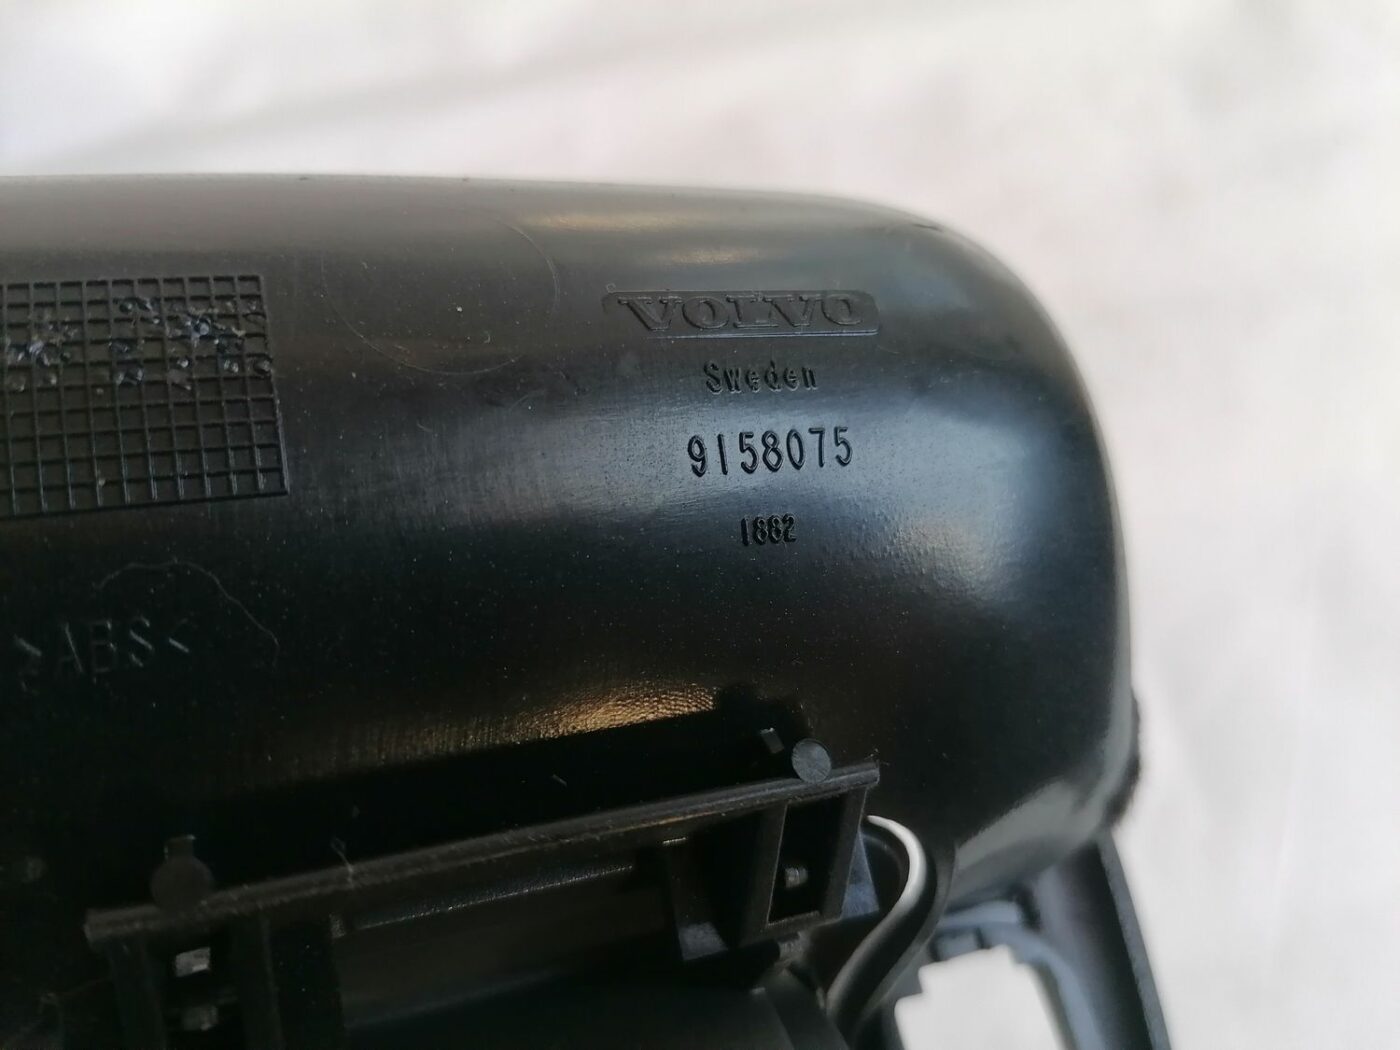 VOLVO
Sweden
9158075
1882
>ABS<